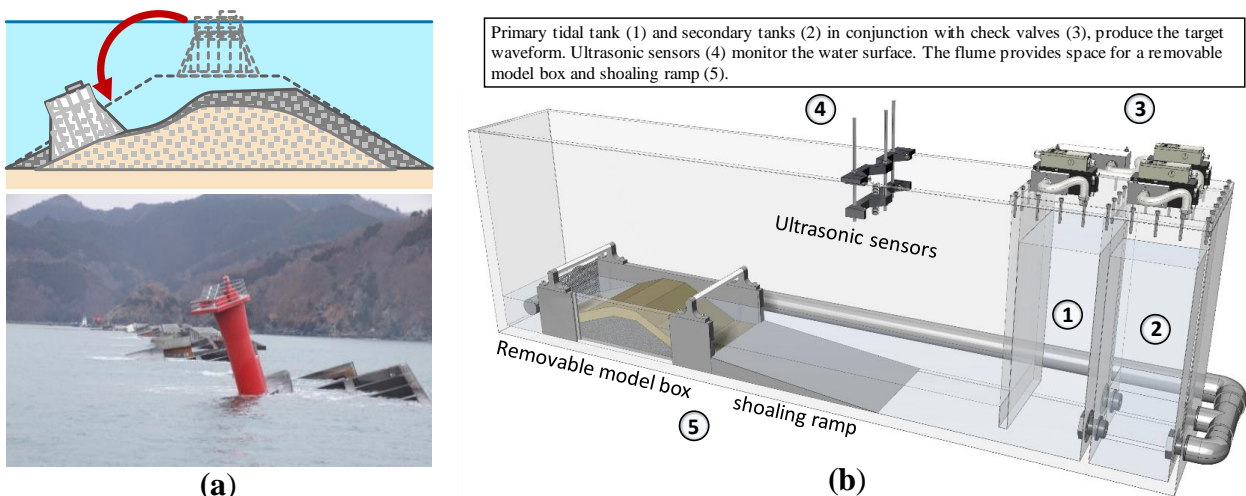 Primary tidal tank (1) and secondary tanks (2) in conjunction with check valves (3), produce the target
waveform. Ultrasonic sensors (4) monitor the water surface. The flume provides space for a removable
model box and shoaling ramp (5).
4
3
Ultrasonic sensors
1
2
Removable model box
shoaling ramp
5
(a)
(b)